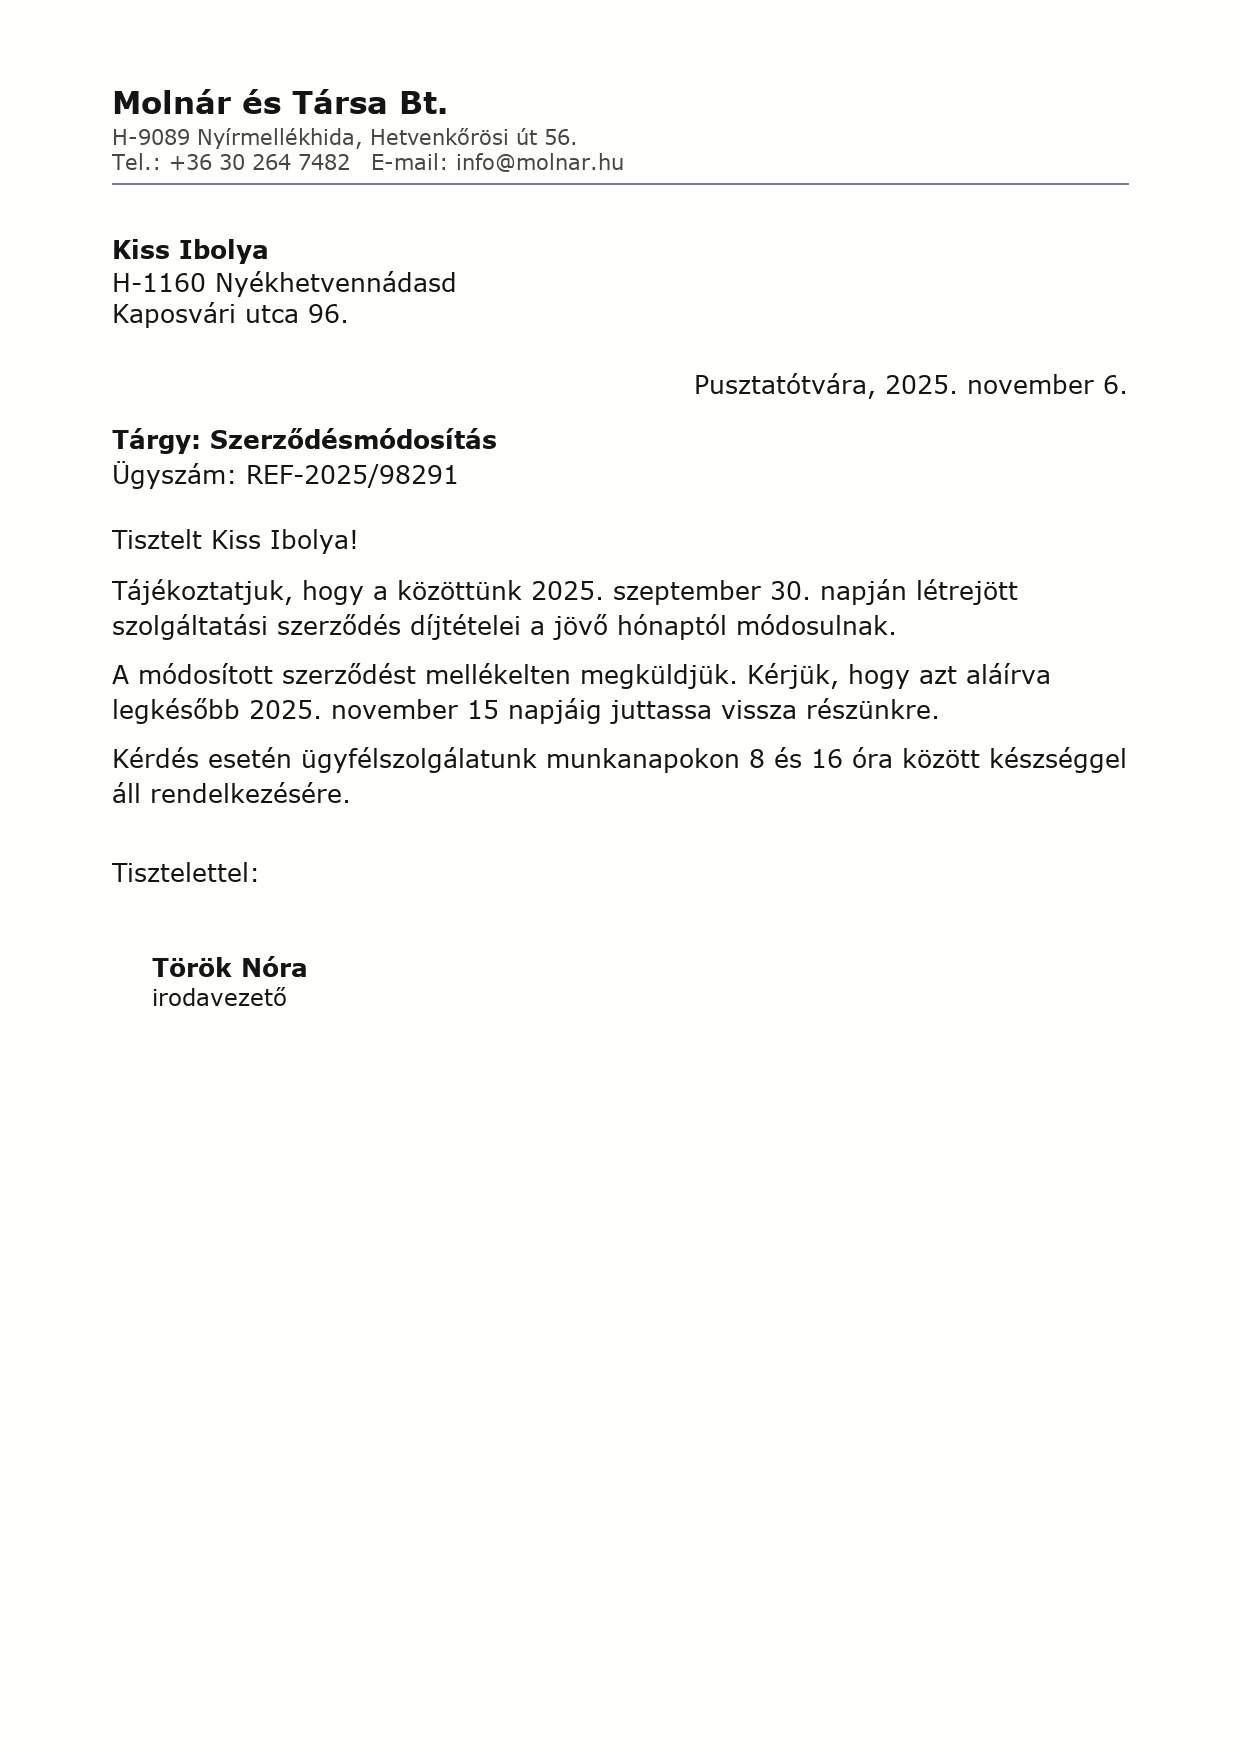 Molnár és Társa Bt.
H-9089 Nyírmellékhida, Hetvenkőrösi út 56.
Tel.: +36 30 264 7482 E-mail: info@molnar.hu
Kiss Ibolya
H-1160 Nyékhetvennádasd
Kaposvári utca 96.
Pusztatótvára, 2025. november 6.
Tárgy: Szerződésmódosítás
Ügyszám: REF-2025/98291
Tisztelt Kiss Ibolya!
Tájékoztatjuk, hogy a közöttünk 2025. szeptember 30. napján létrejött
szolgáltatási szerződés díjtételei a jövő hónaptól módosulnak.
A módosított szerződést mellékelten megküldjük. Kérjük, hogy azt aláírva
legkésőbb 2025. november 15 napjáig juttassa vissza részünkre.
Kérdés esetén ügyfélszolgálatunk munkanapokon 8 és 16 óra között készséggel
áll rendelkezésére.
Tisztelettel:
Török Nóra
irodavezető